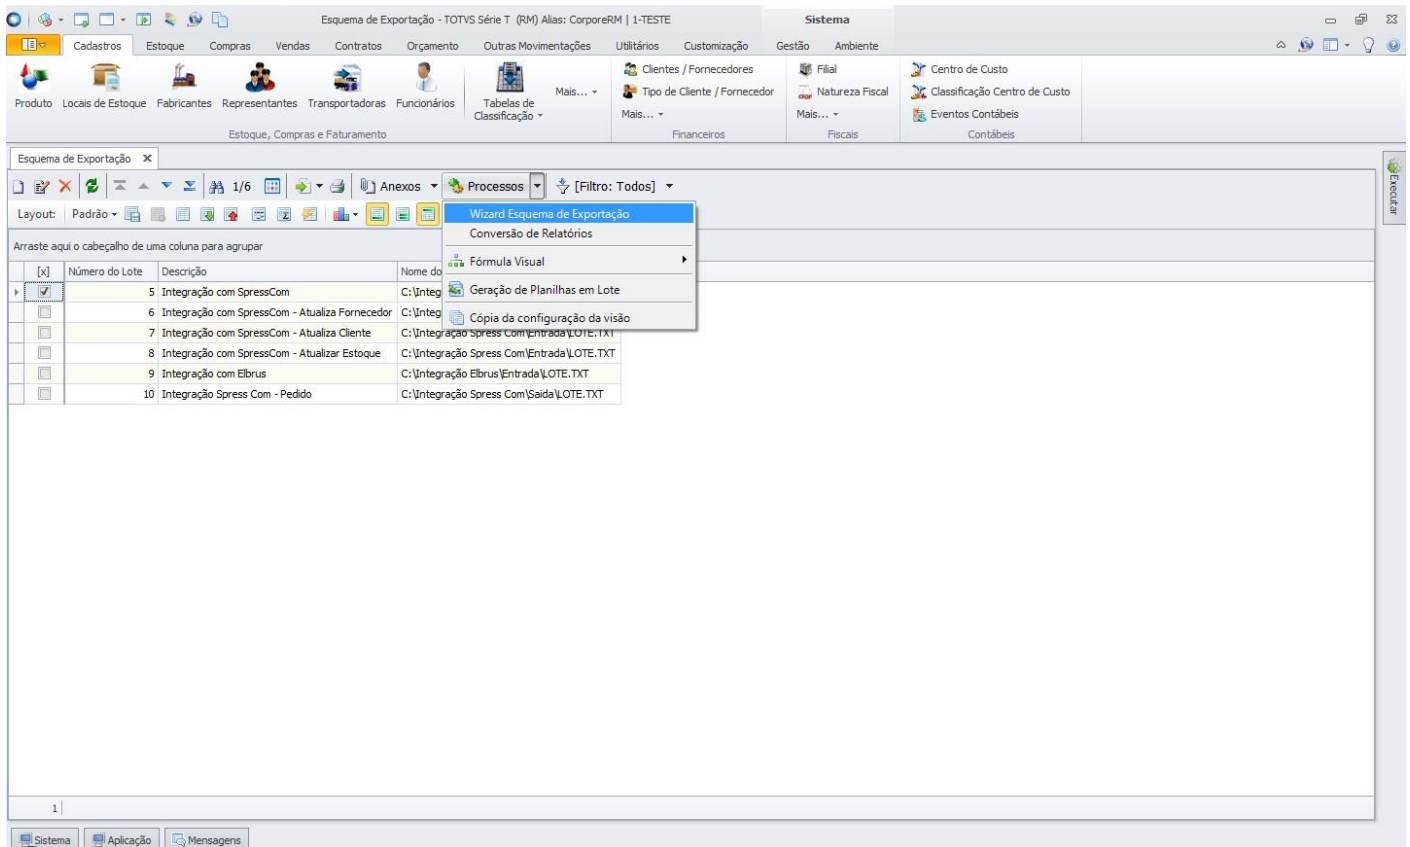 Esquema de Exportação - TOTVS Série T (RM) Alias: CorporeRM | 1-TESTE
Sistema
Cadastros Estoque Compras Vendas Contratos Orçamento Outras Movimentações Utilitários Customização Gestão Ambiente
Clientes / Fornecedores Filial Centro de Custo
Mais... Tipo de Cliente / Fornecedor Natureza Fiscal Classificação Centro de Custo
Produto Locais de Estoque Fabricantes Representantes Transportadoras Funcionários Tabelas de Classificação
Mais... Mais... Eventos Contábeis
Estoque, Compras e Faturamento Financeiros Fiscais Contábeis
Esquema de Exportação X
1/6 Anexos Processos [Filtro: Todos]
Executar
Layout: Padrão
Wizard Esquema de Exportação
Conversão de Relatórios
Fórmula Visual
Geração de Planilhas em Lote
Cópia da configuração da visão
Arraste aqui o cabeçalho de uma coluna para agrupar
[x] Número do Lote Descrição Nome do
5 Integração com SpressCom C:\Integ
6 Integração com SpressCom - Atualiza Fornecedor C:\Integ
7 Integração com SpressCom - Atualiza Cliente C:\Integração Spress Com\Entrada\LOTE.TXT
8 Integração com SpressCom - Atualizar Estoque C:\Integração Spress Com\Entrada\LOTE.TXT
9 Integração com Elbrus C:\Integração Elbrus\Entrada\LOTE.TXT
10 Integração Spress Com - Pedido C:\Integração Spress Com\Saida\LOTE.TXT
1
Sistema Aplicação Mensagens